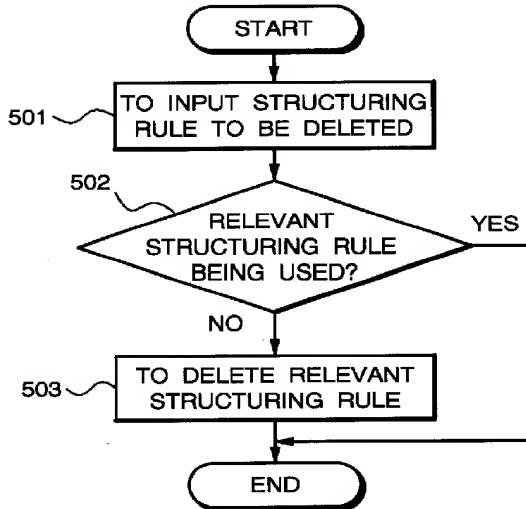 START
501
TO INPUT STRUCTURING
RULE TO BE DELETED
502
RELEVANT
STRUCTURING RULE
BEING USED?
YES
NO
503
TO DELETE RELEVANT
STRUCTURING RULE
END